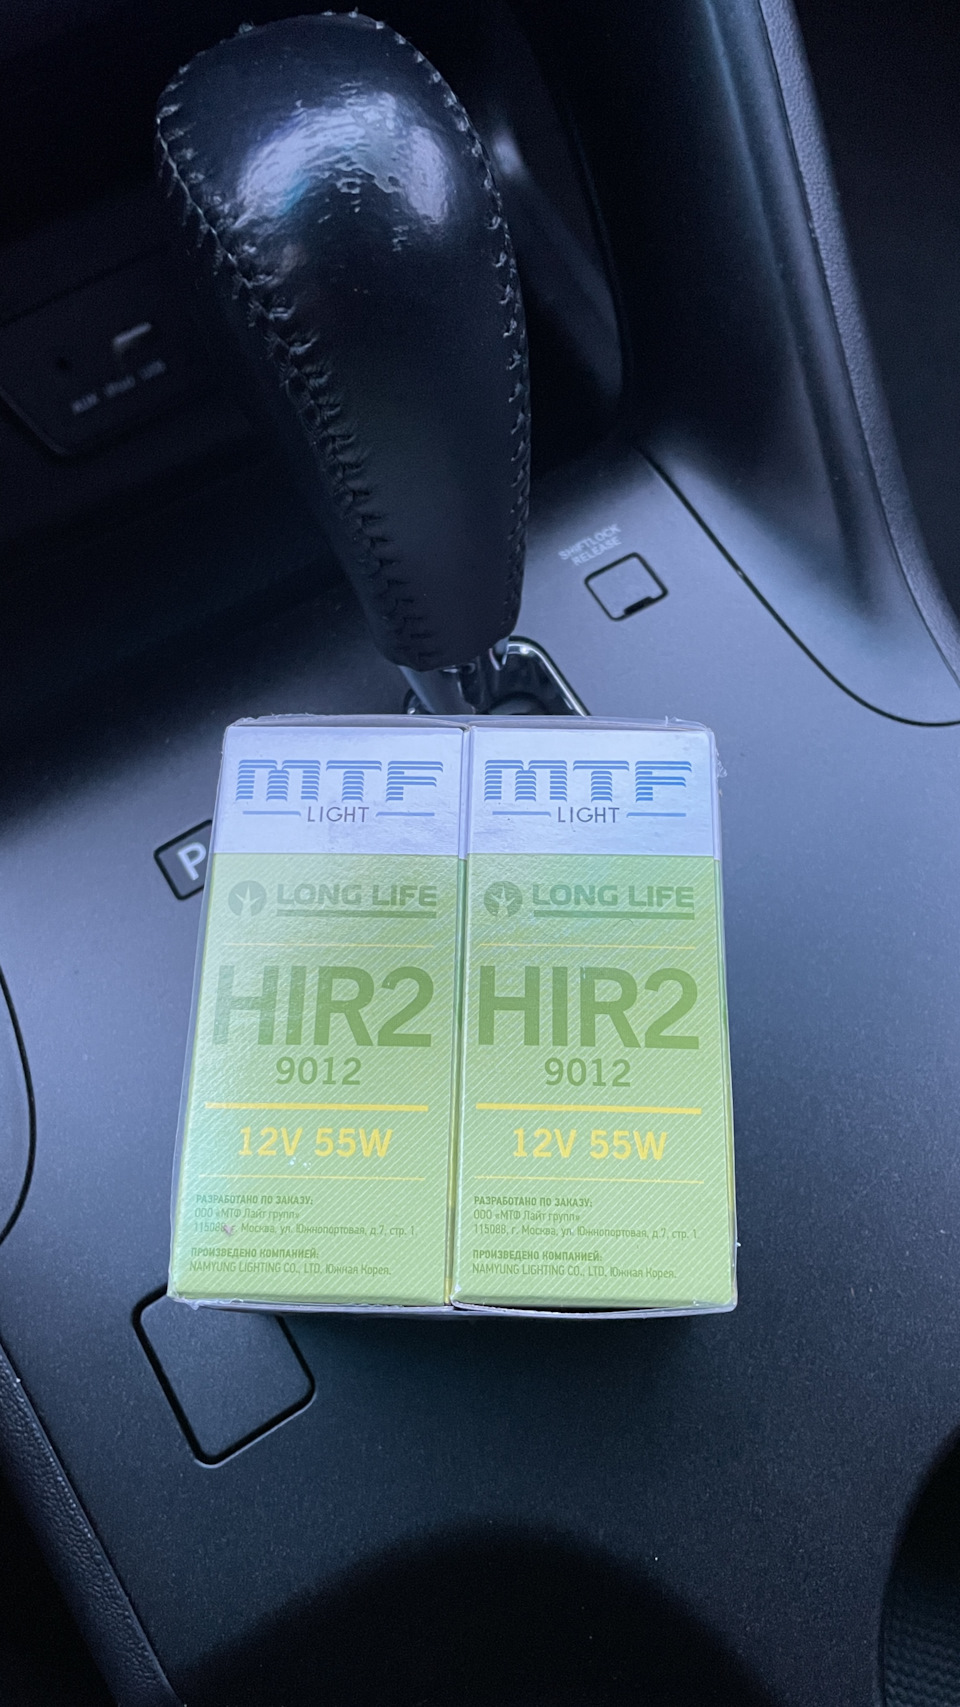 SHIFTLOCK
RELEASE
P
MTF
LIGHT
LONG LIFE
HIR2
9012
12V 55W
РАЗРАБОТАНО ПО ЗАКАЗУ:
ООО «МТФ Лайт групп»
115088, г. Москва, ул. Южнопортовая, д.7, стр. 1
ПРОИЗВЕДЕНО КОМПАНИЕЙ:
NAMYUNG LIGHTING CO., LTD, Южная Корея.
MTF
LIGHT
LONG LIFE
HIR2
9012
12V 55W
РАЗРАБОТАНО ПО ЗАКАЗУ:
ООО «МТФ Лайт групп»
115088, г. Москва, ул. Южнопортовая, д.7, стр. 1
ПРОИЗВЕДЕНО КОМПАНИЕЙ:
NAMYUNG LIGHTING CO., LTD, Южная Корея.